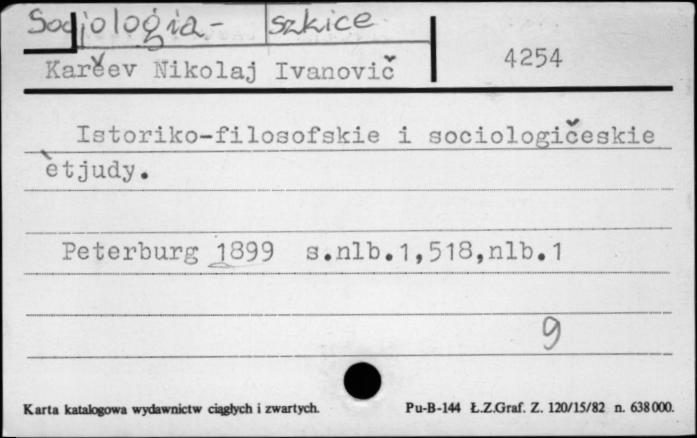 Socjologia - szkice
Karěev Nikolaj Ivanovič 4254
Istoriko-filosofskie i sociologičeskie
ètjudy.
Peterburg 1899 s.nlb.1,518,nlb.1
9
Karta katalogowa wydawnictw ciągłych i zwartych. Pu-B-144 Ł.Z.Graf. Z. 120/15/82 n. 638 000.